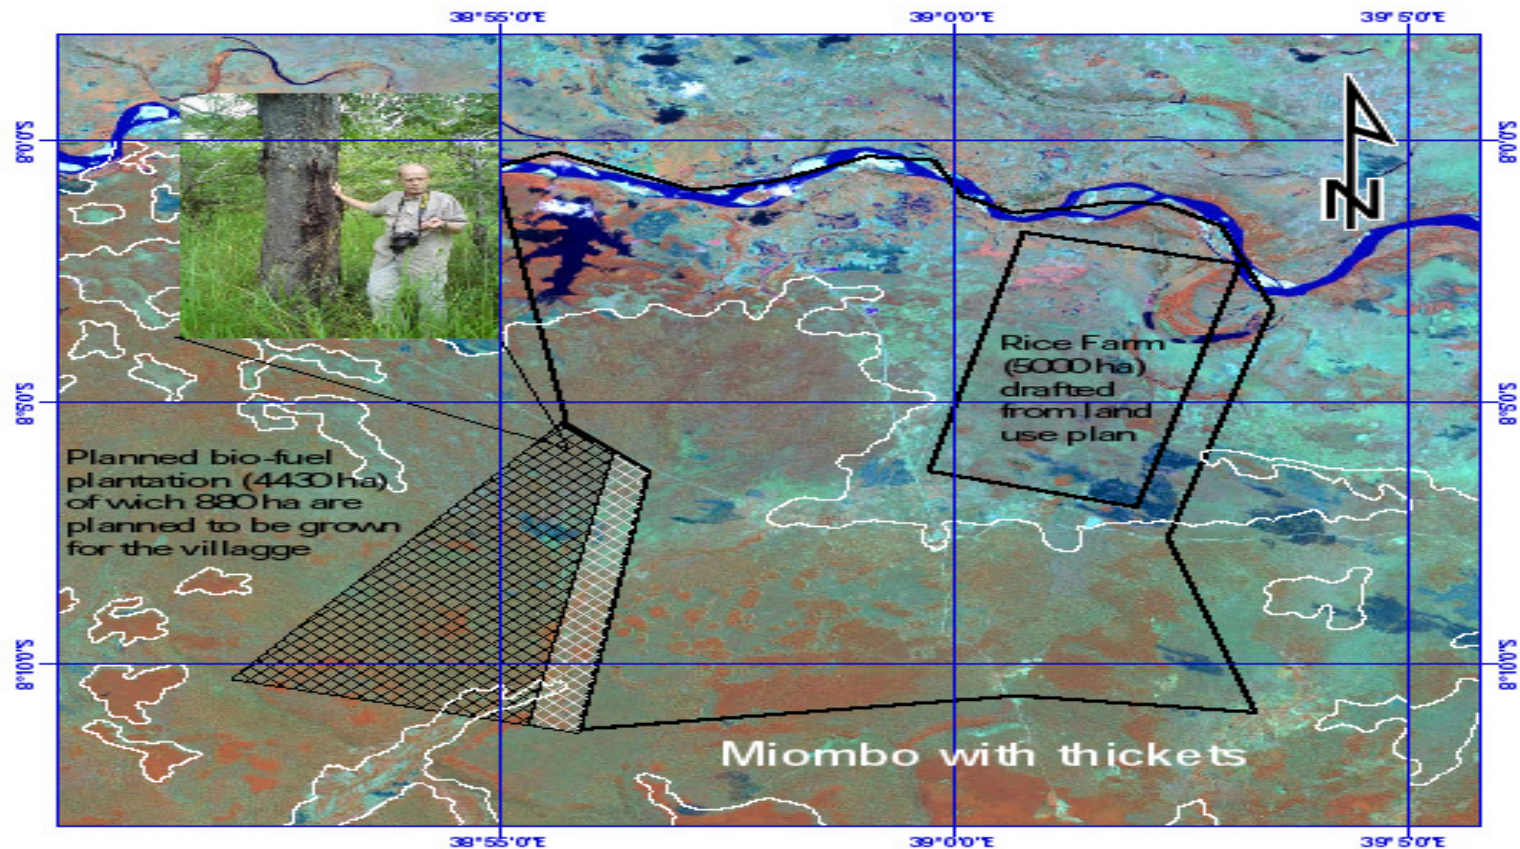 38°55'0"E
39°0'0"E
39°5'0"E
8°0'0"S
8°0'0"S
N
Rice Farm
(5000 ha)
drafted
from land
use plan
8°5'0"S
8°5'0"S
Planned bio-fuel
plantation (4430 ha)
of wich 880 ha are
planned to be grown
for the villagge
8°10'0"S
8°10'0"S
Miombo with thickets
38°55'0"E
39°0'0"E
39°5'0"E